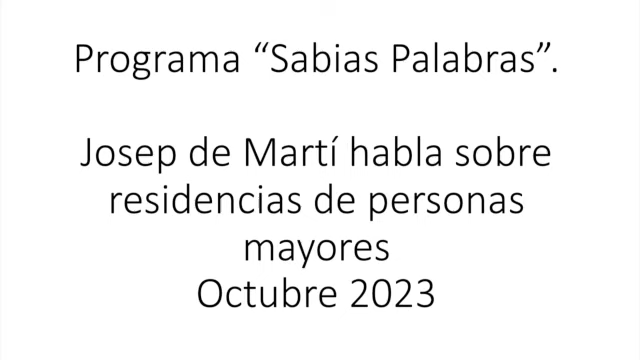 Programa “Sabias Palabras”.
Josep de Martí habla sobre
residencias de personas
mayores
Octubre 2023